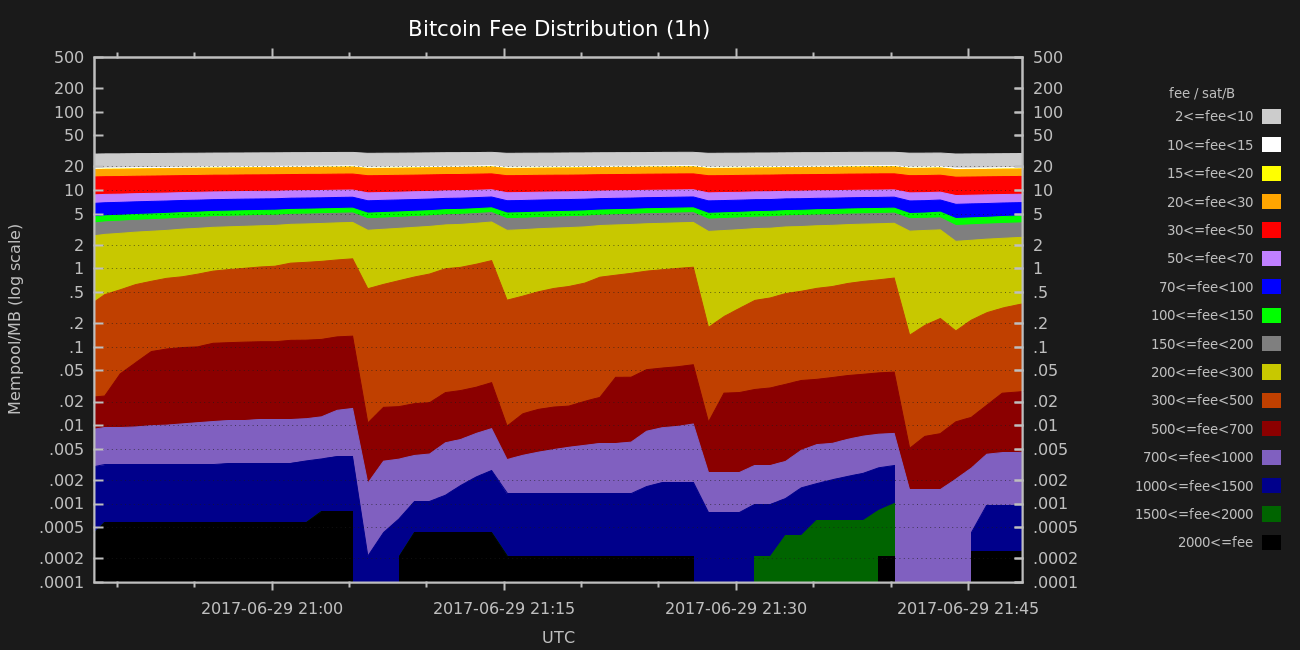 Bitcoin Fee Distribution (1h)
500
200
100
50
20
10
5
2
1
.5
.2
.1
.05
.02
.01
.005
.002
.001
.0005
.0002
.0001
Mempool/MB (log scale)
500
200
100
50
20
10
5
2
1
.5
.2
.1
.05
.02
.01
.005
.002
.001
.0005
.0002
.0001
2017-06-29 21:00 2017-06-29 21:15 2017-06-29 21:30 2017-06-29 21:45
UTC
fee / sat/B
2<=fee<10
10<=fee<15
15<=fee<20
20<=fee<30
30<=fee<50
50<=fee<70
70<=fee<100
100<=fee<150
150<=fee<200
200<=fee<300
300<=fee<500
500<=fee<700
700<=fee<1000
1000<=fee<1500
1500<=fee<2000
2000<=fee